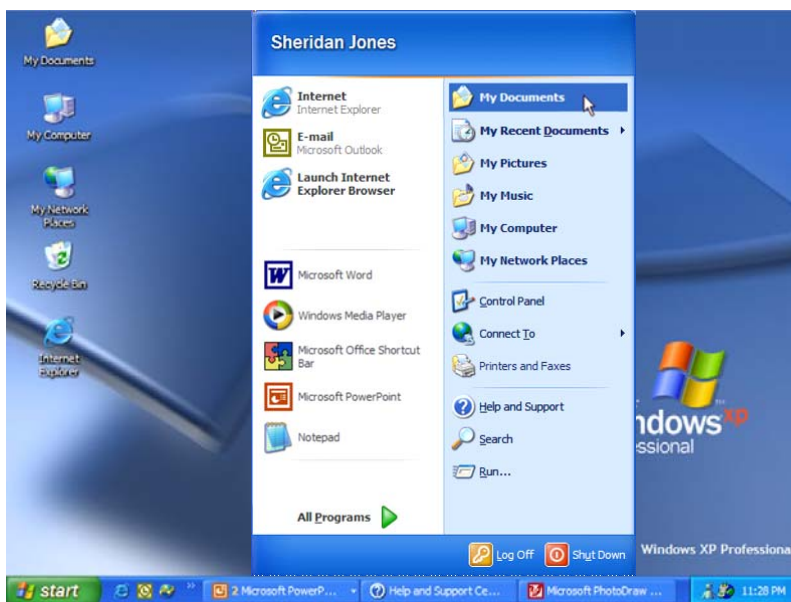 My Documents
My Computer
My Network
Places
Recycle Bin
Internet
Explorer
Sheridan Jones
Internet
Internet Explorer
E-mail
Microsoft Outlook
Launch Internet
Explorer Browser
Microsoft Word
Windows Media Player
Microsoft Office Shortcut
Bar
Microsoft PowerPoint
Notepad
All Programs
My Documents
My Recent Documents
My Pictures
My Music
My Computer
My Network Places
Control Panel
Connect To
Printers and Faxes
Help and Support
Search
Run...
Log Off
Shut Down
ndows xp
essional
Windows XP Professiona
start
2 Microsoft PowerP...
Help and Support Ce...
Microsoft PhotoDraw ...
11:28 PM